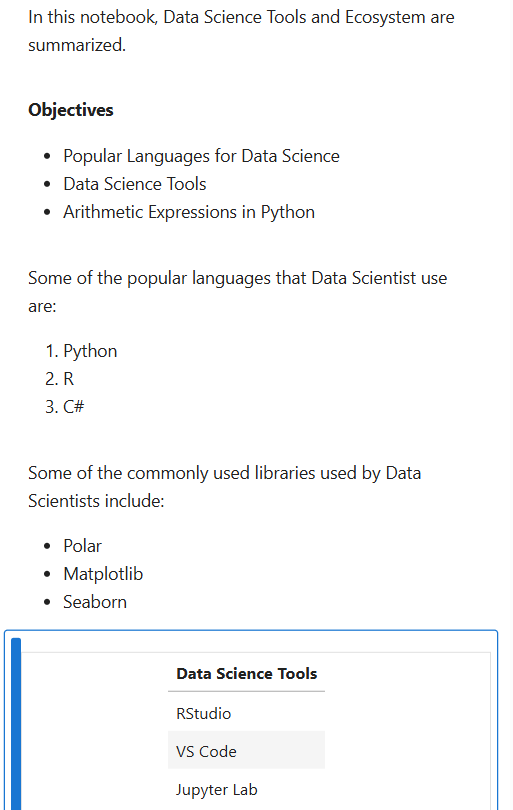 In this notebook, Data Science Tools and Ecosystem are
summarized.
Objectives
• Popular Languages for Data Science
• Data Science Tools
• Arithmetic Expressions in Python
Some of the popular languages that Data Scientist use
are:
1. Python
2. R
3. C#
Some of the commonly used libraries used by Data
Scientists include:
• Polar
• Matplotlib
• Seaborn
Data Science Tools
RStudio
VS Code
Jupyter Lab